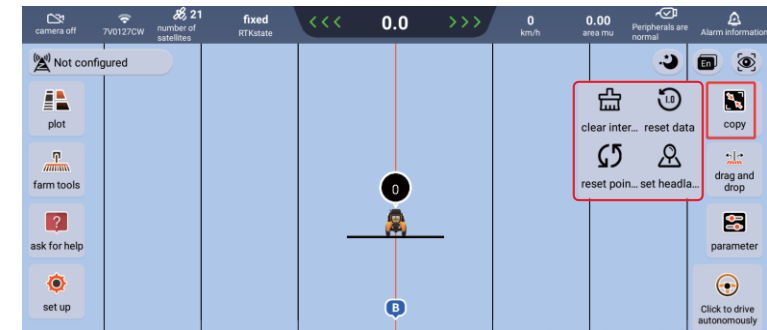 camera off
7V0127CW
21
number of
satellites
fixed
RTKstate
<<<
0.0
>>>
0
km/h
0.00
area mu
Peripherals are
normal
Alarm information
Not configured
En
plot
clear inter...
1.0
reset data
copy
farm tools
reset poin...
set headla...
drag and
drop
0
?
ask for help
parameter
set up
B
Click to drive
autonomously